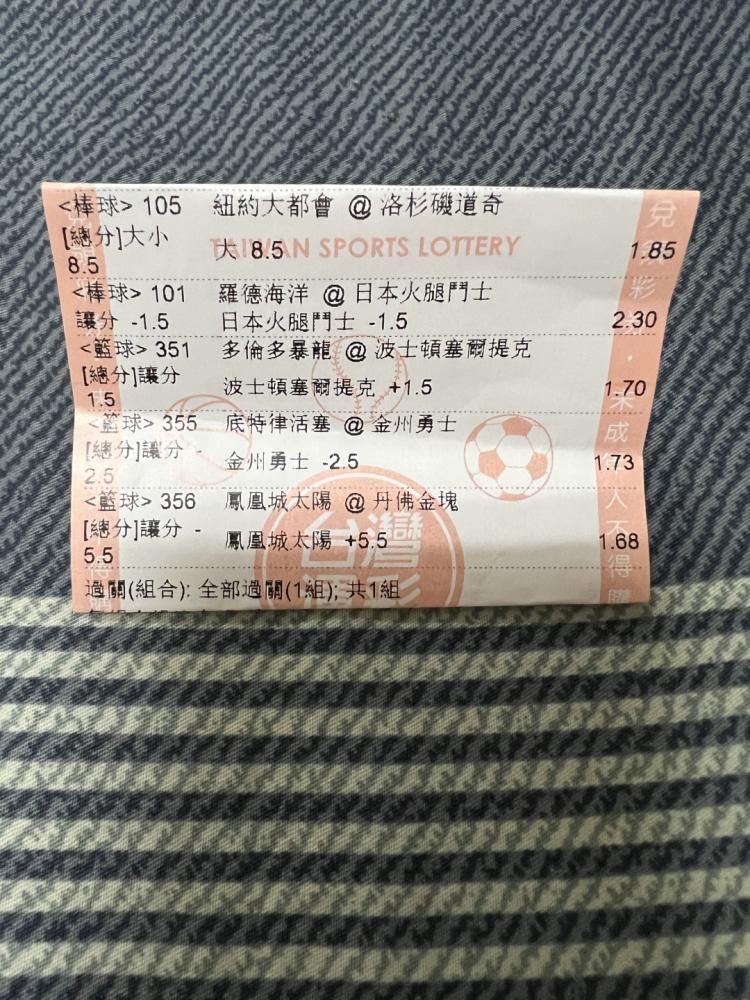 <棒球> 105 紐約大都會 @ 洛杉磯道奇
[總分]大小 大 8.5 1.85
8.5
TAIWAN SPORTS LOTTERY
<棒球> 101 羅德海洋 @ 日本火腿鬥士
讓分 -1.5 日本火腿鬥士 -1.5 2.30
<籃球> 351 多倫多暴龍 @ 波士頓塞爾提克
[總分]讓分 波士頓塞爾提克 +1.5 1.70
1.5
<籃球> 355 底特律活塞 @ 金州勇士
[總分]讓分 - 金州勇士 -2.5 1.73
2.5
<籃球> 356 鳳凰城太陽 @ 丹佛金塊
[總分]讓分 - 鳳凰城太陽 +5.5 1.68
5.5
過關(組合): 全部過關(1組); 共1組
台灣